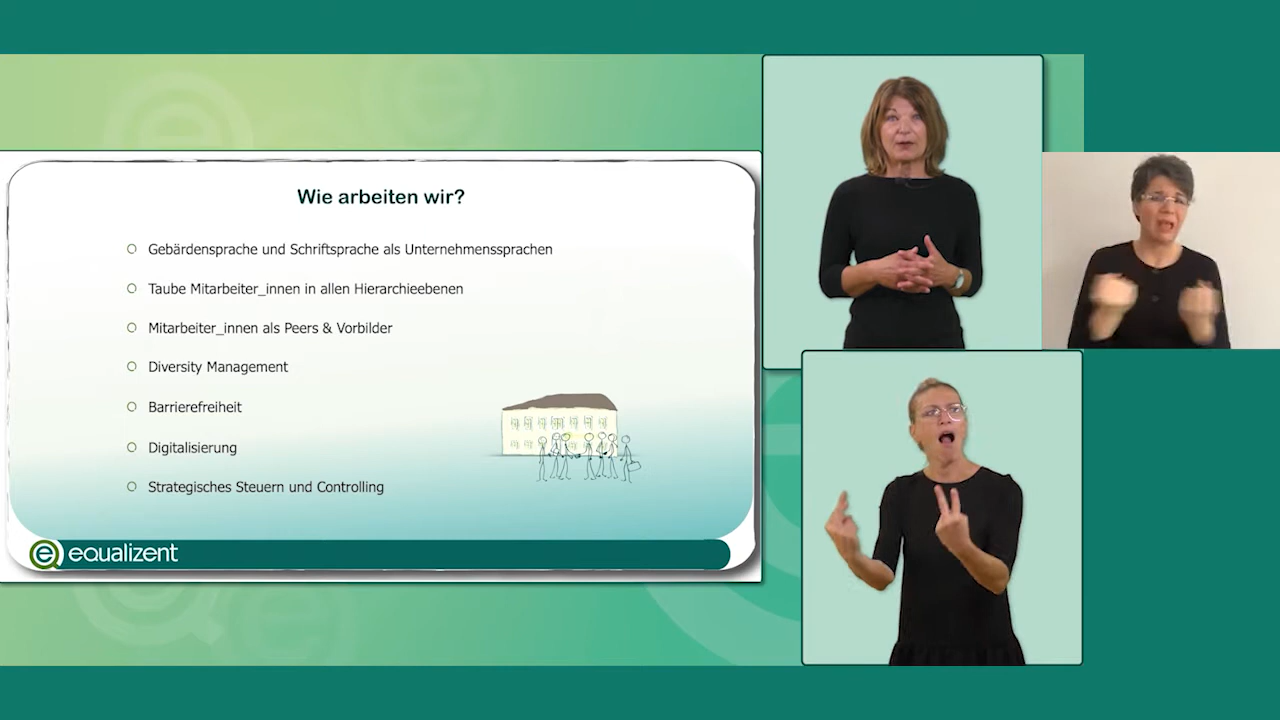 Wie arbeiten wir?
Gebärdensprache und Schriftsprache als Unternehmenssprachen
Taube Mitarbeiter_innen in allen Hierarchieebenen
Mitarbeiter_innen als Peers & Vorbilder
Diversity Management
Barrierefreiheit
Digitalisierung
Strategisches Steuern und Controlling
equalizent